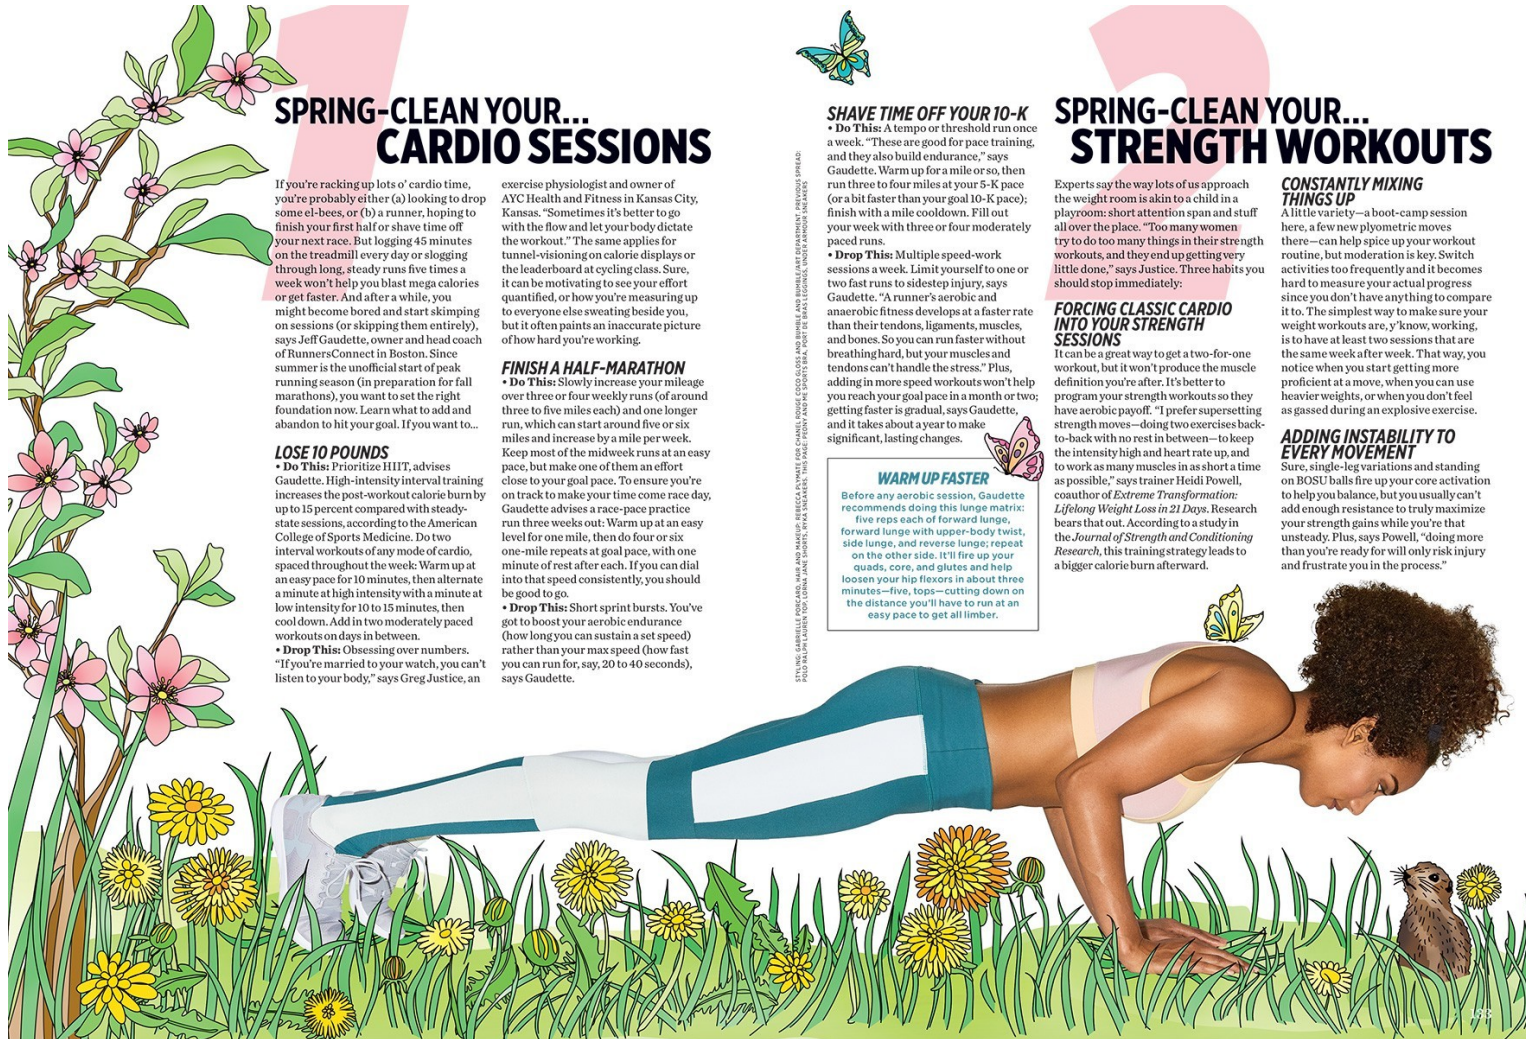 1
SPRING-CLEAN YOUR...
CARDIO SESSIONS
If you're racking up lots o' cardio time,
you're probably either (a) looking to drop
some el-bees, or (b) a runner, hoping to
finish your first half or shave time off
your next race. But logging 45 minutes
on the treadmill every day or slogging
through long, steady runs five times a
week won't help you blast mega calories
or get faster. And after a while, you
might become bored and start skimping
on sessions (or skipping them entirely),
says Jeff Gaudette, owner and head coach
of RunnersConnect in Boston. Since
summer is the unofficial start of peak
running season (in preparation for fall
marathons), you want to set the right
foundation now. Learn what to add and
abandon to hit your goal. If you want to...
LOSE 10 POUNDS
• Do This: Prioritize HIIT, advises
Gaudette. High-intensity interval training
increases the post-workout calorie burn by
up to 15 percent compared with steady-
state sessions, according to the American
College of Sports Medicine. Do two
interval workouts of any mode of cardio,
spaced throughout the week: Warm up at
an easy pace for 10 minutes, then alternate
a minute at high intensity with a minute at
low intensity for 10 to 15 minutes, then
cool down. Add in two moderately paced
workouts on days in between.
• Drop This: Obsessing over numbers.
"If you're married to your watch, you can't
listen to your body," says Greg Justice, an
exercise physiologist and owner of
AYC Health and Fitness in Kansas City,
Kansas. "Sometimes it's better to go
with the flow and let your body dictate
the workout." The same applies for
tunnel-visioning on calorie displays or
the leaderboard at cycling class. Sure,
it can be motivating to see your effort
quantified, or how you're measuring up
to everyone else sweating beside you,
but it often paints an inaccurate picture
of how hard you're working.
FINISH A HALF-MARATHON
• Do This: Slowly increase your mileage
over three or four weekly runs (of around
three to five miles each) and one longer
run, which can start around five or six
miles and increase by a mile per week.
Keep most of the midweek runs at an easy
pace, but make one of them an effort
close to your goal pace. To ensure you're
on track to make your time come race day,
Gaudette advises a race-pace practice
run three weeks out: Warm up at an easy
level for one mile, then do four or six
one-mile repeats at goal pace, with one
minute of rest after each. If you can dial
into that speed consistently, you should
be good to go.
• Drop This: Short sprint bursts. You've
got to boost your aerobic endurance
(how long you can sustain a set speed)
rather than your max speed (how fast
you can run for, say, 20 to 40 seconds),
says Gaudette.
STYLING: GABRIELLE PORCARO, HAIR AND MAKEUP: REBECCA PLYMATE FOR CHANEL ROUGE COCO GLOSS AND BUMBLE AND BUMBLE/ART DEPARTMENT. PREVIOUS SPREAD:
POLO RALPH LAUREN TOP, LORNA JANE SHORTS, RYKA SNEAKERS. THIS PAGE: PEONY AND ME SPORTS BRA, PORT DE BRAS LEGGINGS, UNDER ARMOUR SNEAKERS
SHAVE TIME OFF YOUR 10-K
• Do This: A tempo or threshold run once
a week. "These are good for pace training,
and they also build endurance," says
Gaudette. Warm up for a mile or so, then
run three to four miles at your 5-K pace
(or a bit faster than your goal 10-K pace);
finish with a mile cooldown. Fill out
your week with three or four moderately
paced runs.
• Drop This: Multiple speed-work
sessions a week. Limit yourself to one or
two fast runs to sidestep injury, says
Gaudette. "A runner's aerobic and
anaerobic fitness develops at a faster rate
than their tendons, ligaments, muscles,
and bones. So you can run faster without
breathing hard, but your muscles and
tendons can't handle the stress." Plus,
adding in more speed workouts won't help
you reach your goal pace in a month or two;
getting faster is gradual, says Gaudette,
and it takes about a year to make
significant, lasting changes.
WARM UP FASTER
Before any aerobic session, Gaudette
recommends doing this lunge matrix:
five reps each of forward lunge,
forward lunge with upper-body twist,
side lunge, and reverse lunge; repeat
on the other side. It'll fire up your
quads, core, and glutes and help
loosen your hip flexors in about three
minutes—five, tops—cutting down on
the distance you'll have to run at an
easy pace to get all limber.
2
SPRING-CLEAN YOUR...
STRENGTH WORKOUTS
Experts say the way lots of us approach
the weight room is akin to a child in a
playroom: short attention span and stuff
all over the place. "Too many women
try to do too many things in their strength
workouts, and they end up getting very
little done," says Justice. Three habits you
should stop immediately:
FORCING CLASSIC CARDIO
INTO YOUR STRENGTH
SESSIONS
It can be a great way to get a two-for-one
workout, but it won't produce the muscle
definition you're after. It's better to
program your strength workouts so they
have aerobic payoff. "I prefer supersetting
strength moves—doing two exercises back-
to-back with no rest in between—to keep
the intensity high and heart rate up, and
to work as many muscles in as short a time
as possible," says trainer Heidi Powell,
coauthor of Extreme Transformation:
Lifelong Weight Loss in 21 Days. Research
bears that out. According to a study in
the Journal of Strength and Conditioning
Research, this training strategy leads to
a bigger calorie burn afterward.
CONSTANTLY MIXING
THINGS UP
A little variety—a boot-camp session
here, a few new plyometric moves
there—can help spice up your workout
routine, but moderation is key. Switch
activities too frequently and it becomes
hard to measure your actual progress
since you don't have anything to compare
it to. The simplest way to make sure your
weight workouts are, y'know, working,
is to have at least two sessions that are
the same week after week. That way, you
notice when you start getting more
proficient at a move, when you can use
heavier weights, or when you don't feel
as gassed during an explosive exercise.
ADDING INSTABILITY TO
EVERY MOVEMENT
Sure, single-leg variations and standing
on BOSU balls fire up your core activation
to help you balance, but you usually can't
add enough resistance to truly maximize
your strength gains while you're that
unsteady. Plus, says Powell, "doing more
than you're ready for will only risk injury
and frustrate you in the process."
133